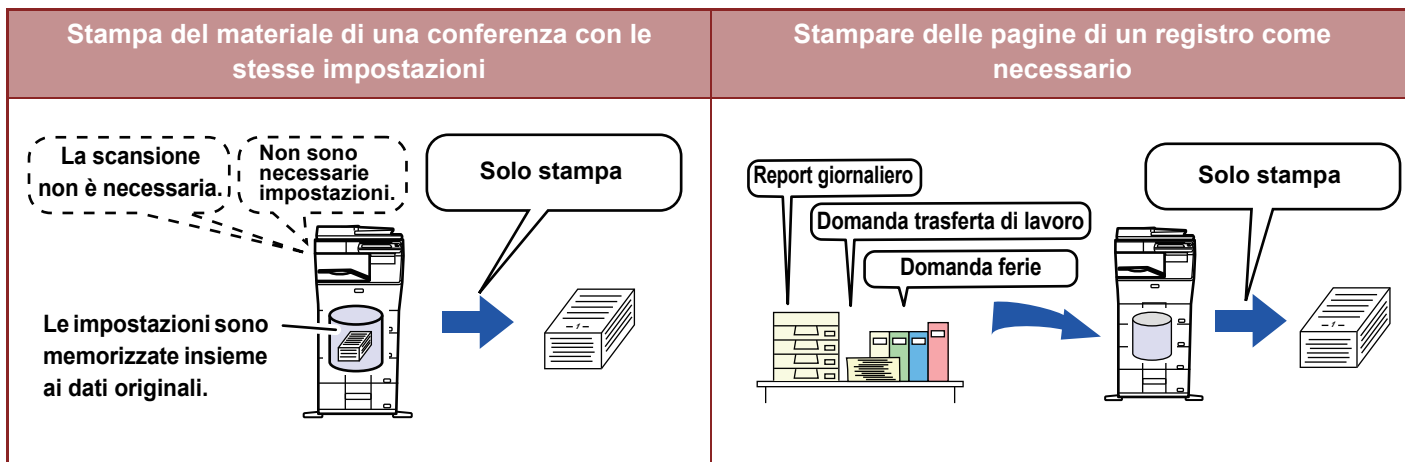 Stampa del materiale di una conferenza con le
stesse impostazioni
Stampare delle pagine di un registro come
necessario
La scansione
non è necessaria.
Non sono
necessarie
impostazioni.
Solo stampa
Le impostazioni sono
memorizzate insieme
ai dati originali.
-1-
Report giornaliero
Domanda trasferta di lavoro
Domanda ferie
Solo stampa
-1-